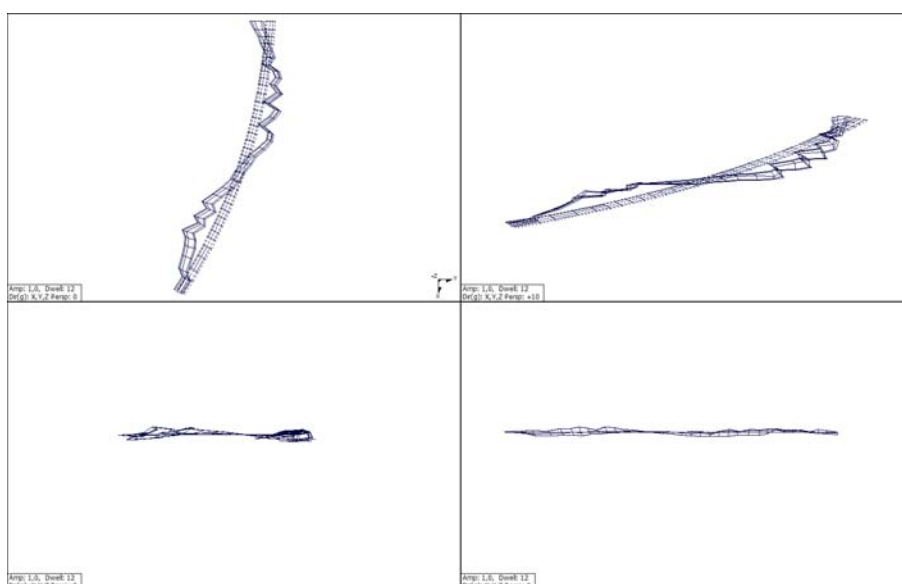 Amp: 1,0, Dwell: 12
Dir(g): X,Y,Z Persp: 0
Amp: 1,0, Dwell: 12
Dir(g): X,Y,Z Persp: +10
Amp: 1,0, Dwell: 12
Amp: 1,0, Dwell: 12